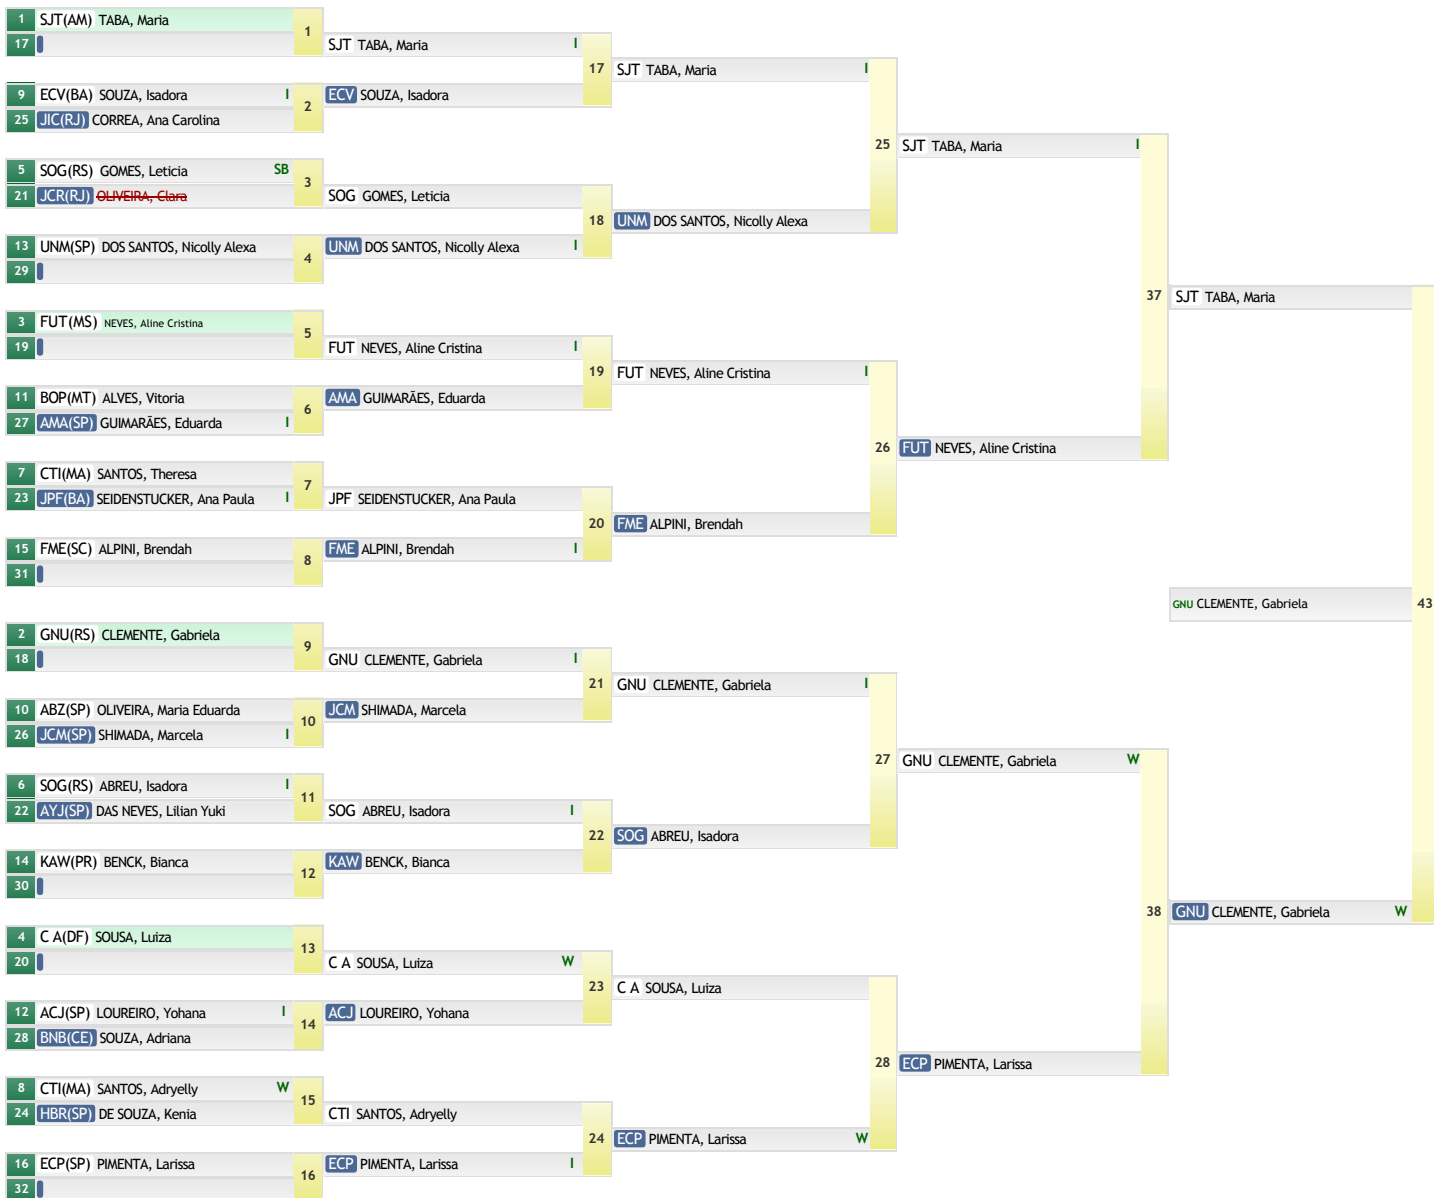 1 SJT(AM) TABA, Maria
17
1
SJT TABA, Maria I
9 ECV(BA) SOUZA, Isadora I
25 JIC(RJ) CORREA, Ana Carolina
2
ECV SOUZA, Isadora
17
SJT TABA, Maria I
5 SOG(RS) GOMES, Leticia SB
21 JCR(RJ) OLIVEIRA, Clara
3
SOG GOMES, Leticia
13 UNM(SP) DOS SANTOS, Nicolly Alexa
29
4
UNM DOS SANTOS, Nicolly Alexa I
18
UNM DOS SANTOS, Nicolly Alexa
25
SJT TABA, Maria I
3 FUT(MS) NEVES, Aline Cristina
19
5
FUT NEVES, Aline Cristina I
11 BOP(MT) ALVES, Vitoria
27 AMA(SP) GUIMARÃES, Eduarda I
6
AMA GUIMARÃES, Eduarda
19
FUT NEVES, Aline Cristina I
7 CTI(MA) SANTOS, Theresa
23 JPF(BA) SEIDENSTUCKER, Ana Paula I
7
JPF SEIDENSTUCKER, Ana Paula
15 FME(SC) ALPINI, Brendah
31
8
FME ALPINI, Brendah I
20
FME ALPINI, Brendah
26
FUT NEVES, Aline Cristina
37
SJT TABA, Maria
GNU CLEMENTE, Gabriela
43
2 GNU(RS) CLEMENTE, Gabriela
18
9
GNU CLEMENTE, Gabriela I
10 ABZ(SP) OLIVEIRA, Maria Eduarda
26 JCM(SP) SHIMADA, Marcela I
10
JCM SHIMADA, Marcela
21
GNU CLEMENTE, Gabriela I
6 SOG(RS) ABREU, Isadora I
22 AYJ(SP) DAS NEVES, Lilian Yuki
11
SOG ABREU, Isadora I
14 KAW(PR) BENCK, Bianca
30
12
KAW BENCK, Bianca
22
SOG ABREU, Isadora
27
GNU CLEMENTE, Gabriela W
4 C A(DF) SOUSA, Luiza
20
13
C A SOUSA, Luiza W
12 ACJ(SP) LOUREIRO, Yohana I
28 BNB(CE) SOUZA, Adriana
14
ACJ LOUREIRO, Yohana
23
C A SOUSA, Luiza
8 CTI(MA) SANTOS, Adryelly W
24 HBR(SP) DE SOUZA, Kenia
15
CTI SANTOS, Adryelly
16 ECP(SP) PIMENTA, Larissa
32
16
ECP PIMENTA, Larissa I
24
ECP PIMENTA, Larissa W
28
ECP PIMENTA, Larissa
38
GNU CLEMENTE, Gabriela W